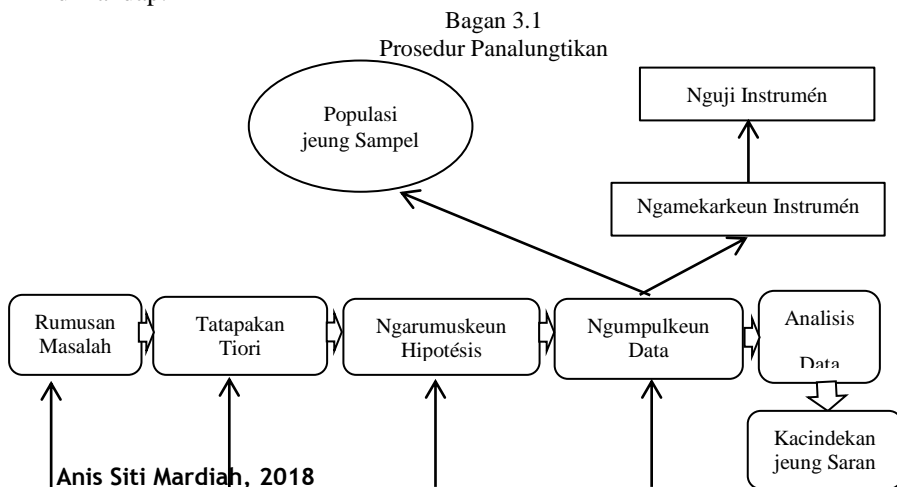 Bagan 3.1
Prosedur Panalungtikan
Populasi
jeung Sampel
Nguji Instrumén
Ngamekarkeun Instrumén
Rumusan
Masalah
Tatapakan
Tiori
Ngarumuskeun
Hipotésis
Ngumpulkeun
Data
Analisis
Data
Kacindekan
jeung Saran
Anis Siti Mardiah, 2018